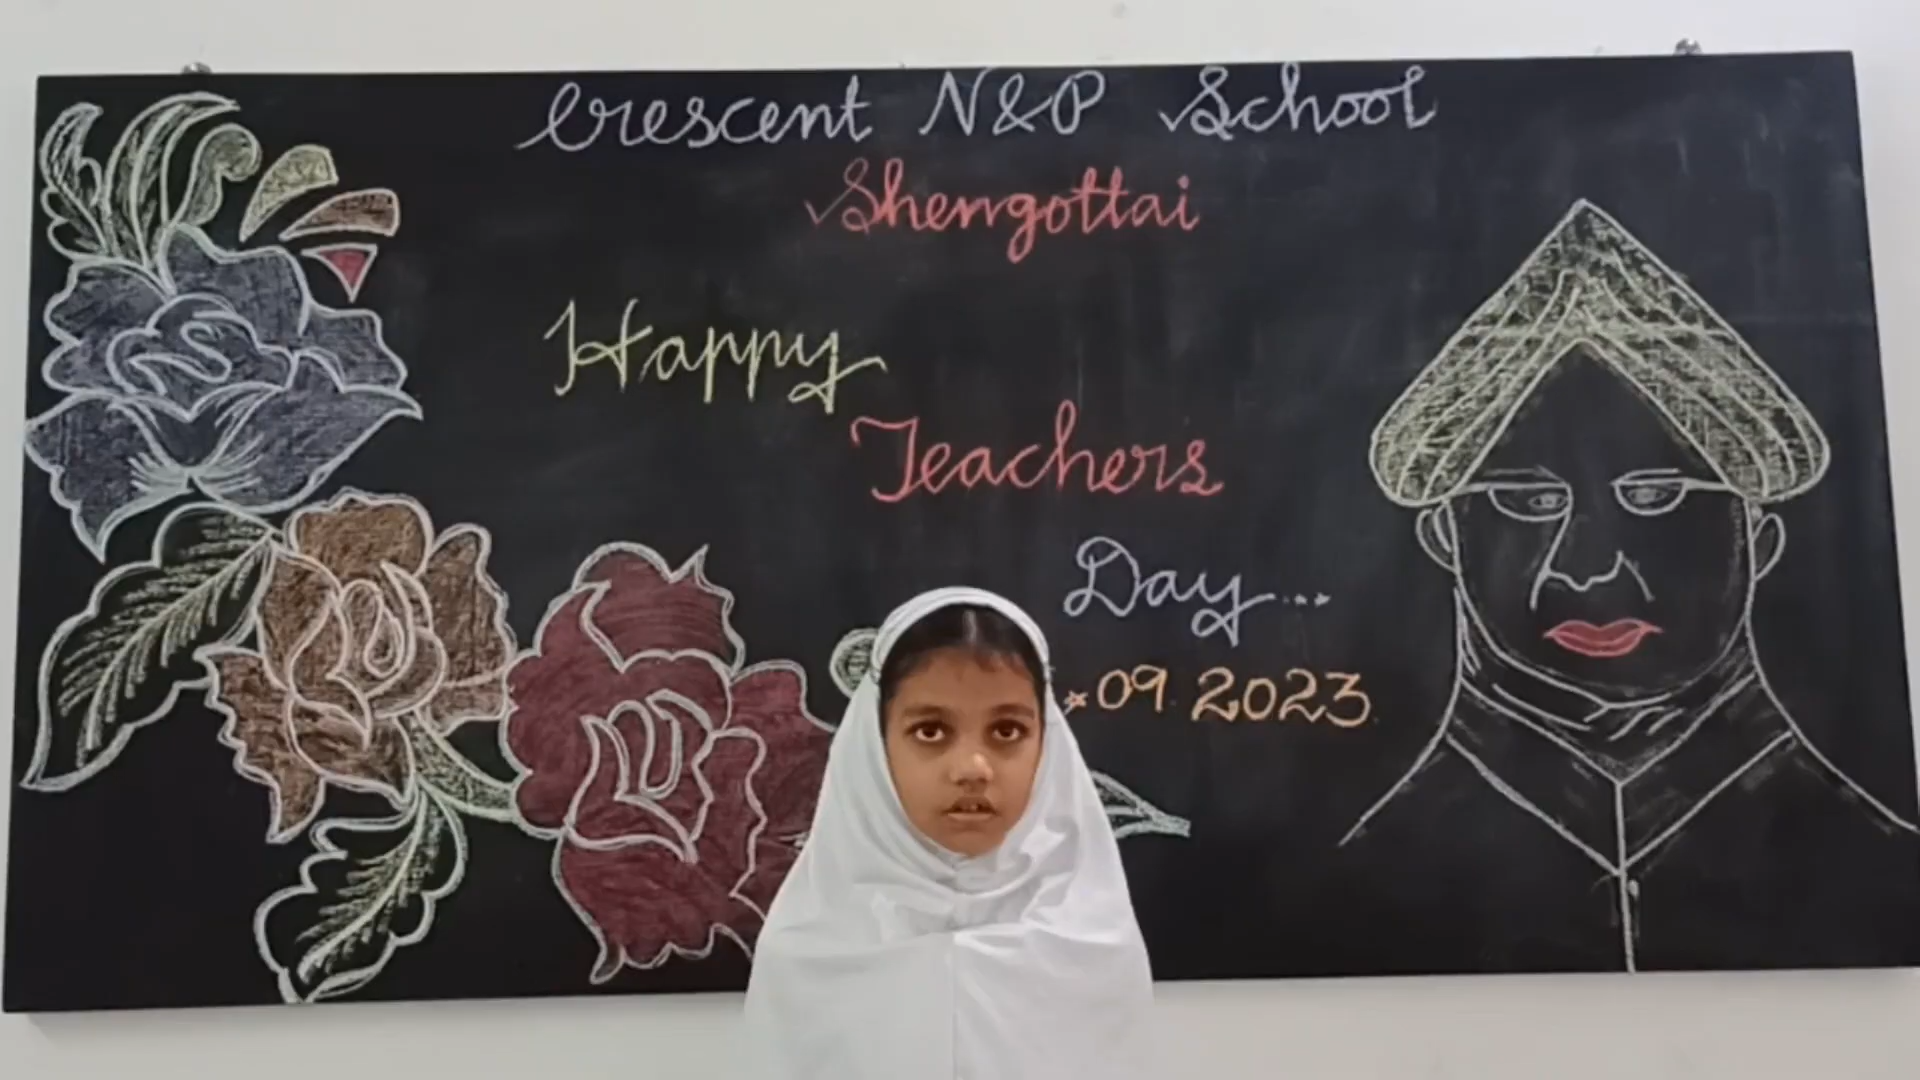 Crescent N&P School
Shengottai
Happy
Teachers
Day...
.09.2023